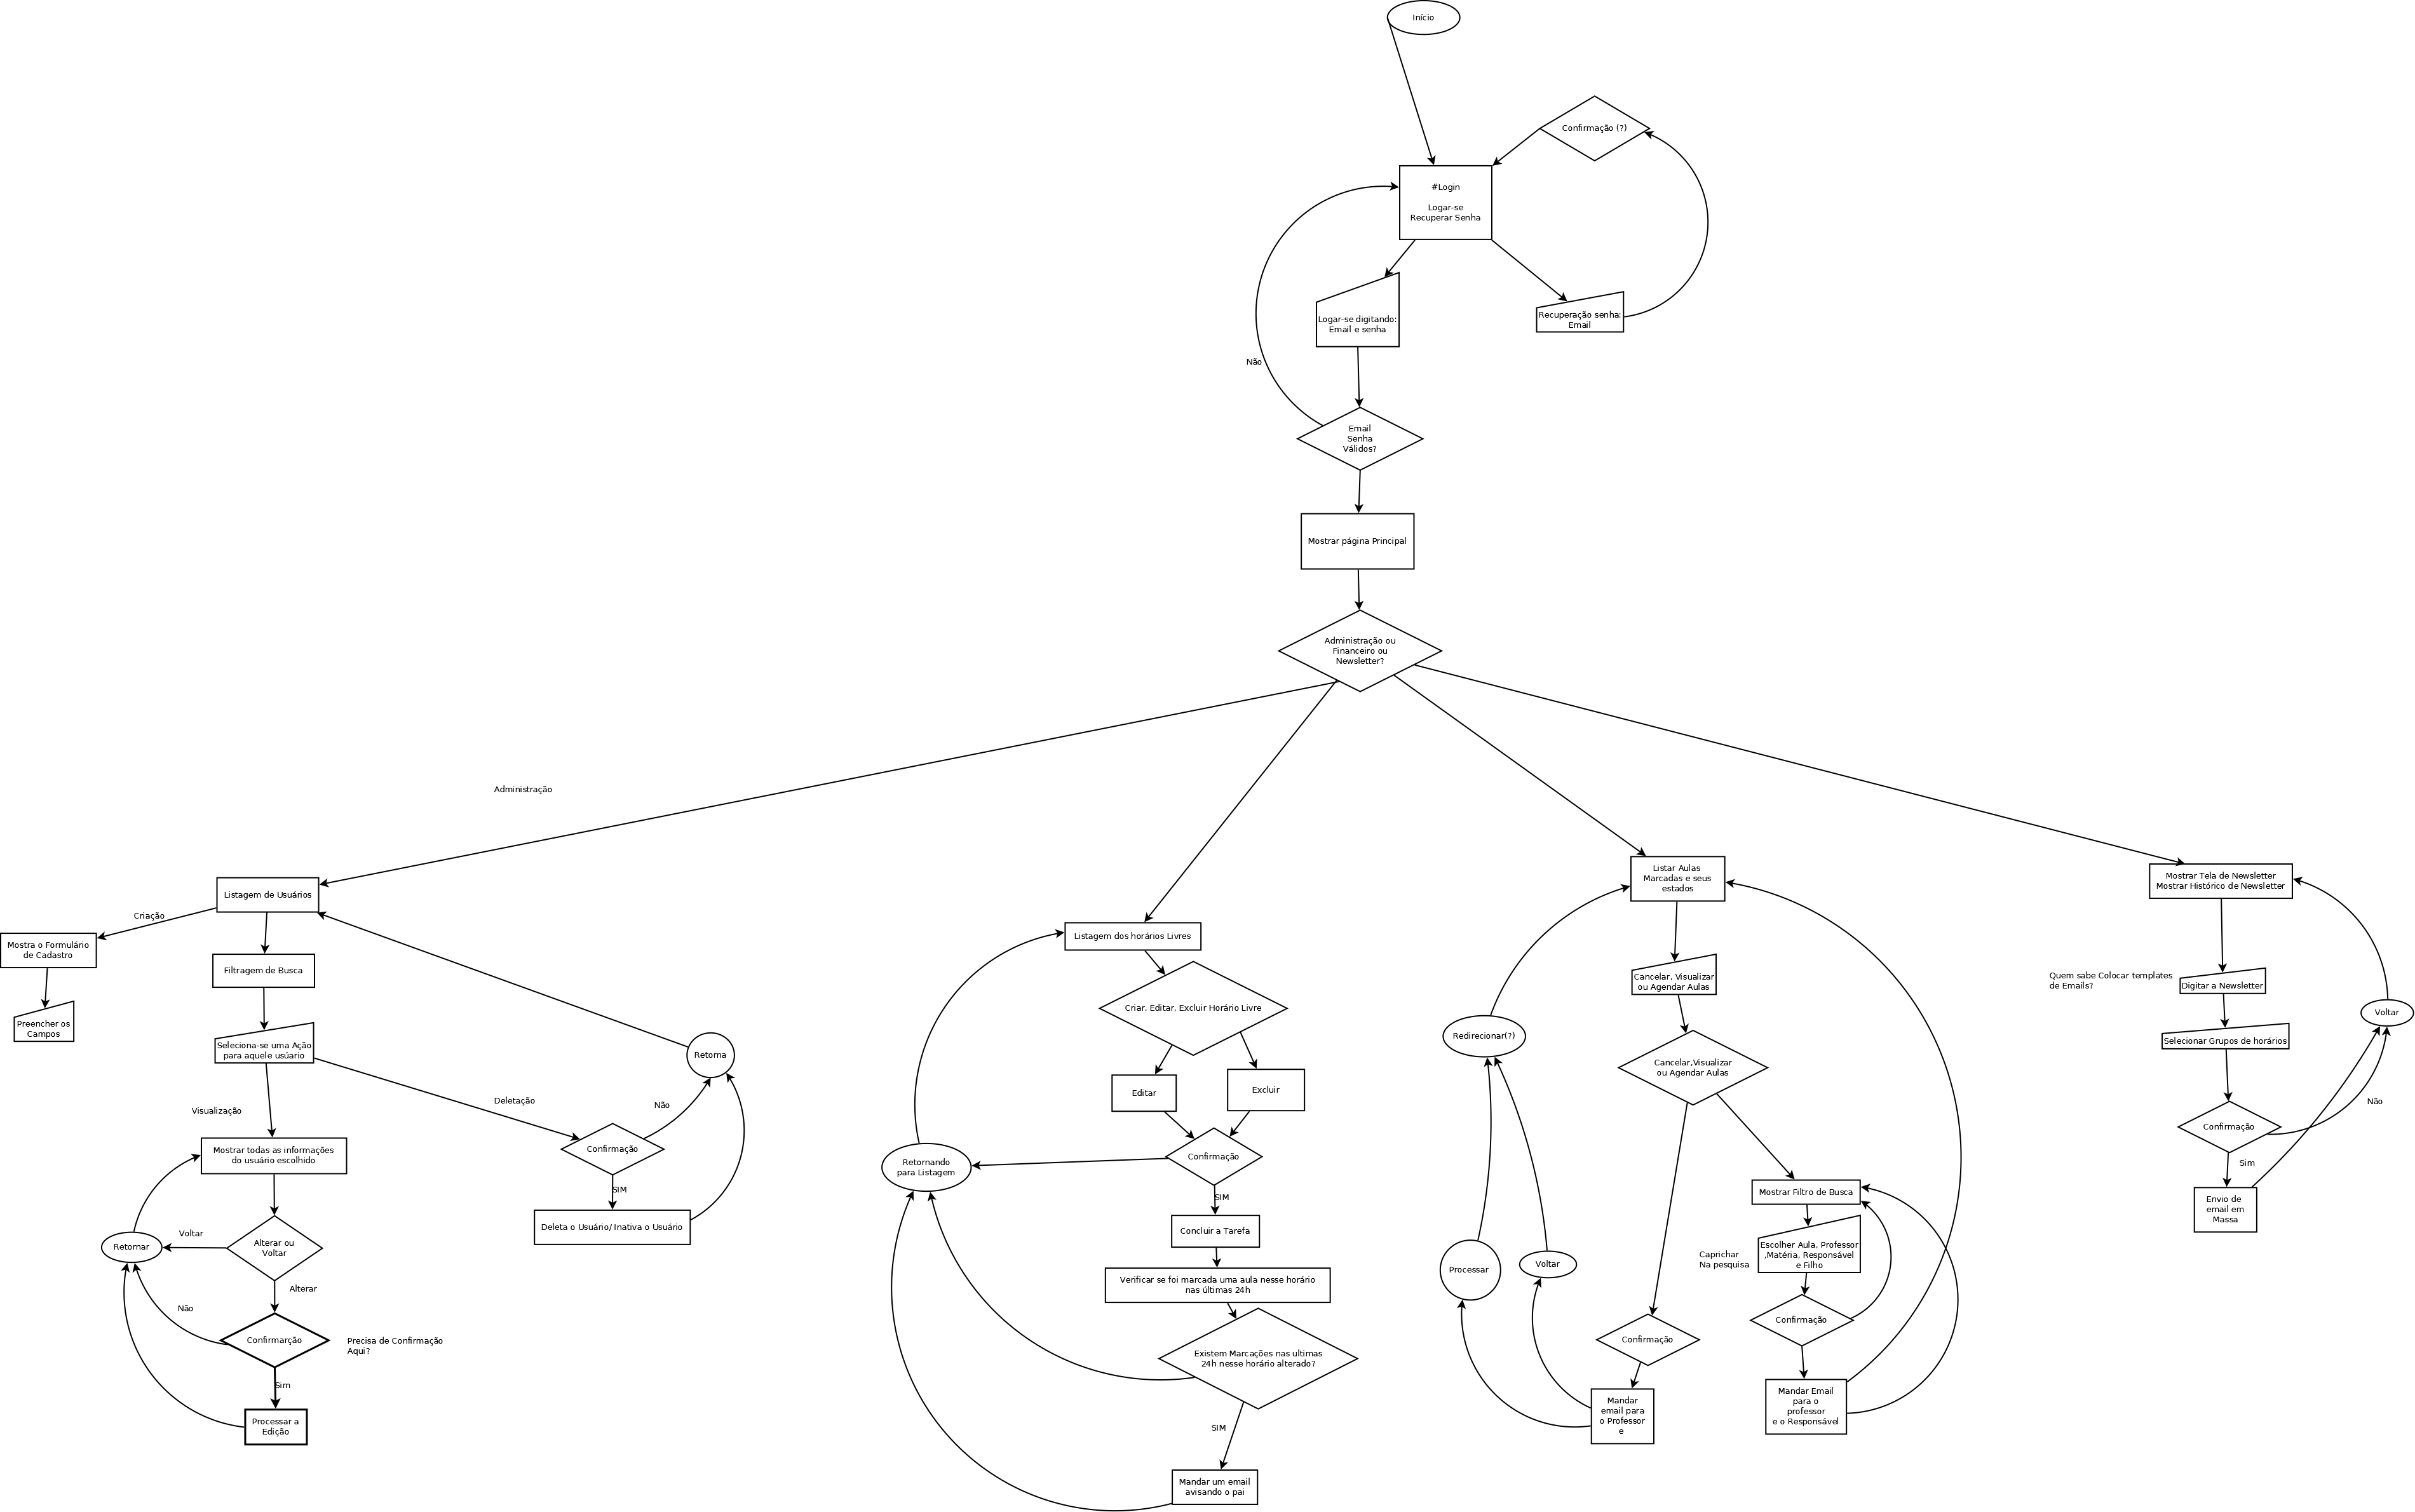 Início
Confirmação (?)
#Login
Logar-se
Recuperar Senha
Logar-se digitando:
Email e senha
Recuperação senha:
Email
Não
Email
Senha
Válidos?
Mostrar página Principal
Administração ou
Financeiro ou
Newsletter?
Administração
Listagem de Usuários
Criação
Mostra o Formulário
de Cadastro
Preencher os
Campos
Filtragem de Busca
Seleciona-se uma Ação
para aquele usúario
Retorna
Deletação
Não
Visualização
Confirmação
SIM
Deleta o Usuário/ Inativa o Usuário
Mostrar todas as informações
do usuário escolhido
Voltar
Retornar
Alterar ou
Voltar
Alterar
Não
Confirmarção
Precisa de Confirmação
Aqui?
Sim
Processar a
Edição
Listagem dos horários Livres
Criar, Editar, Excluir Horário Livre
Editar
Excluir
Confirmação
Retornando
para Listagem
SIM
Concluir a Tarefa
Verificar se foi marcada uma aula nesse horário
nas últimas 24h
Existem Marcações nas ultimas
24h nesse horário alterado?
SIM
Mandar um email
avisando o pai
Listar Aulas
Marcadas e seus
estados
Cancelar, Visualizar
ou Agendar Aulas
Redirecionar(?)
Cancelar,Visualizar
ou Agendar Aulas
Mostrar Filtro de Busca
Escolher Aula, Professor
,Matéria, Responsável
e Filho
Caprichar
Na pesquisa
Processar
Voltar
Confirmação
Confirmação
Mandar
email para
o Professor
e
Mandar Email
para o
professor
e o Responsável
Mostrar Tela de Newsletter
Mostrar Histórico de Newsletter
Quem sabe Colocar templates
de Emails?
Digitar a Newsletter
Voltar
Selecionar Grupos de horários
Não
Confirmação
Sim
Envio de
email em
Massa